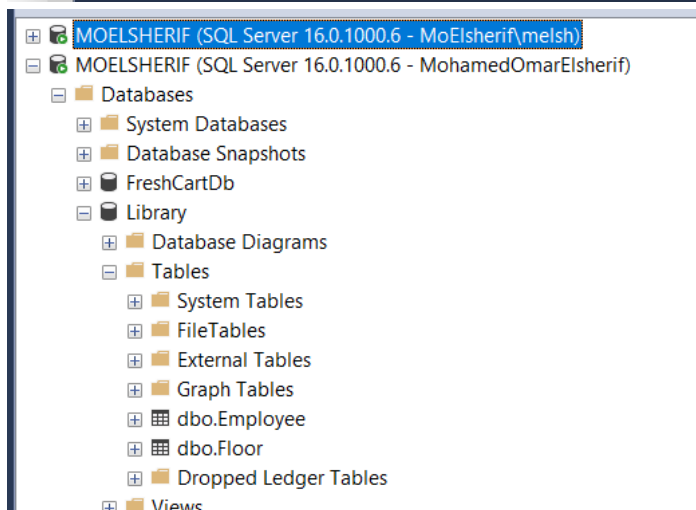 MOELSHERIF (SQL Server 16.0.1000.6 - MoElsherif\melsh)
MOELSHERIF (SQL Server 16.0.1000.6 - MohamedOmarElsherif)
Databases
System Databases
Database Snapshots
FreshCartDb
Library
Database Diagrams
Tables
System Tables
FileTables
External Tables
Graph Tables
dbo.Employee
dbo.Floor
Dropped Ledger Tables
Views